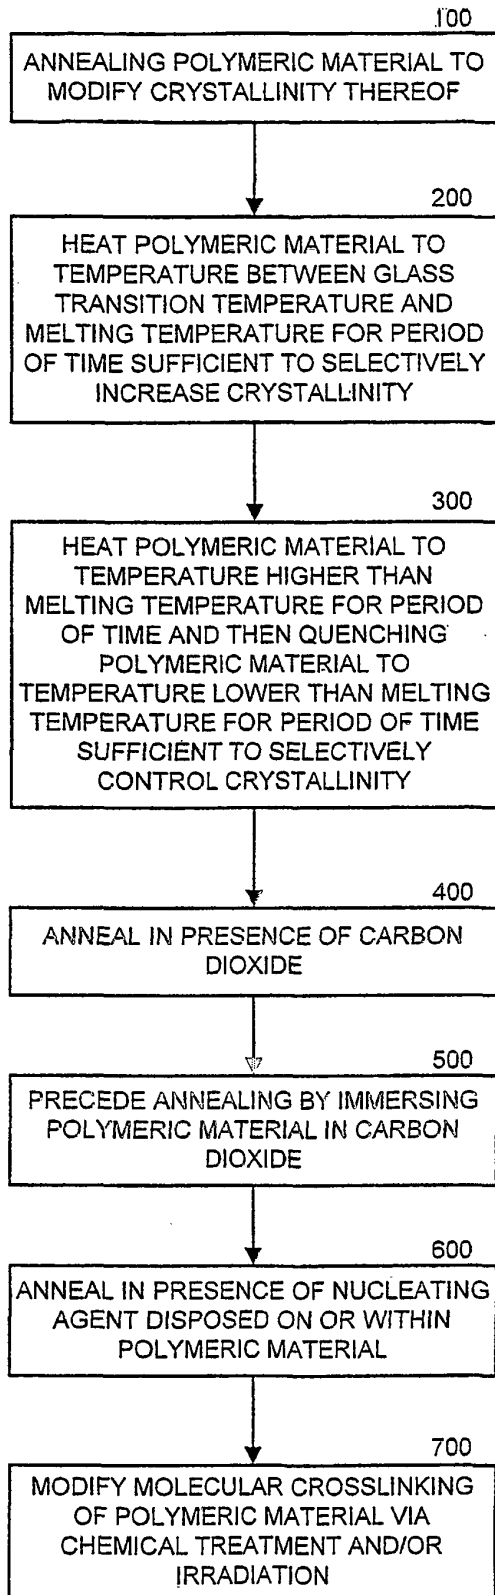 100
ANNEALING POLYMERIC MATERIAL TO
MODIFY CRYSTALLINITY THEREOF
200
HEAT POLYMERIC MATERIAL TO
TEMPERATURE BETWEEN GLASS
TRANSITION TEMPERATURE AND
MELTING TEMPERATURE FOR PERIOD
OF TIME SUFFICIENT TO SELECTIVELY
INCREASE CRYSTALLINITY
300
HEAT POLYMERIC MATERIAL TO
TEMPERATURE HIGHER THAN
MELTING TEMPERATURE FOR PERIOD
OF TIME AND THEN QUENCHING
POLYMERIC MATERIAL TO
TEMPERATURE LOWER THAN MELTING
TEMPERATURE FOR PERIOD OF TIME
SUFFICIENT TO SELECTIVELY
CONTROL CRYSTALLINITY
400
ANNEAL IN PRESENCE OF CARBON
DIOXIDE
500
PRECEDE ANNEALING BY IMMERSING
POLYMERIC MATERIAL IN CARBON
DIOXIDE
600
ANNEAL IN PRESENCE OF NUCLEATING
AGENT DISPOSED ON OR WITHIN
POLYMERIC MATERIAL
700
MODIFY MOLECULAR CROSSLINKING
OF POLYMERIC MATERIAL VIA
CHEMICAL TREATMENT AND/OR
IRRADIATION